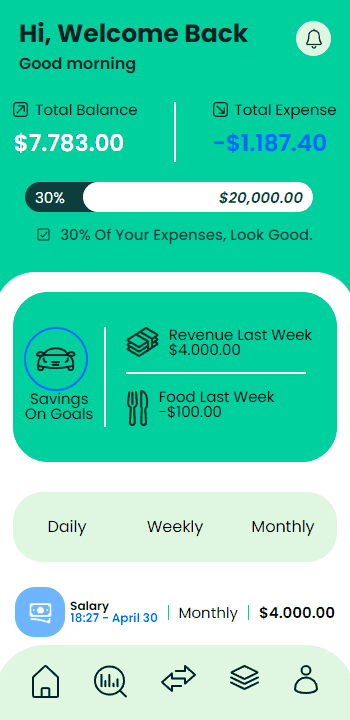 Hi, Welcome Back
Good morning
Total Balance
Total Expense
$7.783.00
-$1.187.40
30%
$20,000.00
30% Of Your Expenses, Look Good.
Revenue Last Week
$4.000.00
Savings
On Goals
Food Last Week
-$100.00
Daily
Weekly
Monthly
Salary
18:27 - April 30
Monthly
$4.000.00